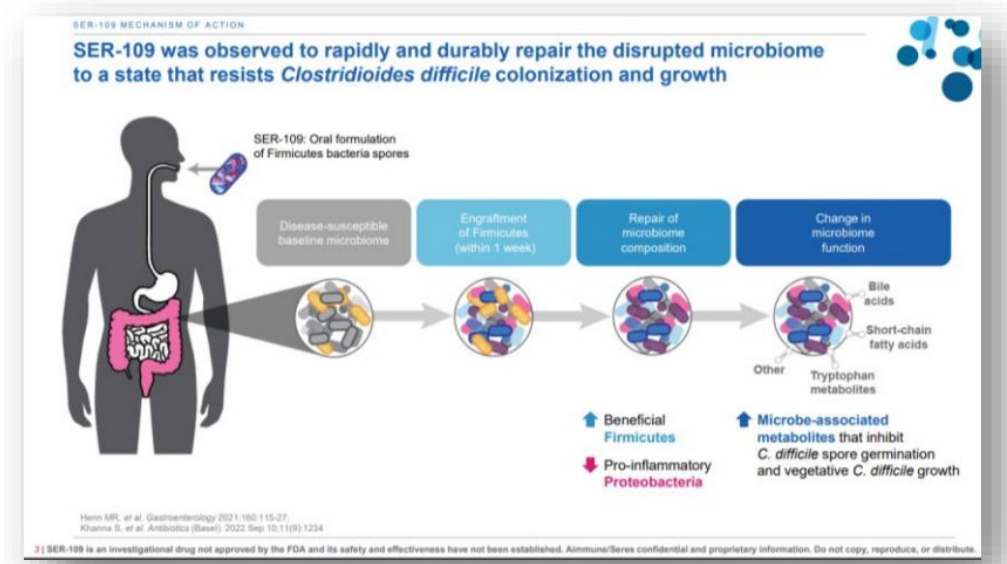 SER-109 MECHANISM OF ACTION
SER-109 was observed to rapidly and durably repair the disrupted microbiome
to a state that resists Clostridioides difficile colonization and growth
SER-109: Oral formulation
of Firmicutes bacteria spores
Disease-susceptible
baseline microbiome
Engraftment
of Firmicutes
(within 1 week)
Repair of
microbiome
composition
Change in
microbiome
function
Bile
acids
Short-chain
fatty acids
Tryptophan
metabolites
Other
Beneficial
Firmicutes
Pro-inflammatory
Proteobacteria
Microbe-associated
metabolites that inhibit
C. difficile spore germination
and vegetative C. difficile growth
Henn MR, et al. Gastroenterology 2021;160:115-27;
Khanna S, et al. Antibiotics (Basel). 2022 Sep 10;11(9):1234
3 | SER-109 is an investigational drug not approved by the FDA and its safety and effectiveness have not been established. Aimmune/Seres confidential and proprietary information. Do not copy, reproduce, or distribute.